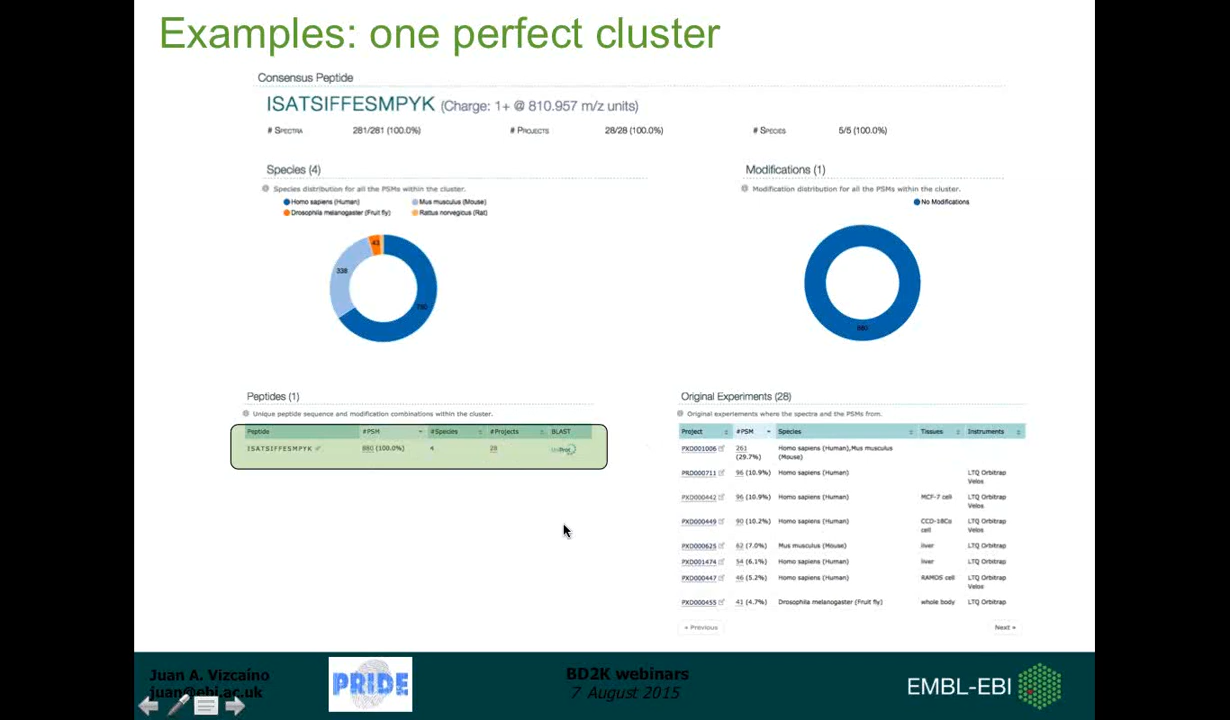 Examples: one perfect cluster
Consensus Peptide
ISATSIFFESMPYK (Charge: 1+ @ 810.957 m/z units)
# SPECTRA 281/281 (100.0%) # PROJECTS 28/28 (100.0%) # SPECIES 5/5 (100.0%)
Species (4)
Species distribution for all the PSMs within the cluster.
Homo sapiens (Human) Mus musculus (Mouse)
Drosophila melanogaster (Fruit fly) Rattus norvegicus (Rat)
338
Modifications (1)
Modification distribution for all the PSMs within the cluster.
No Modifications
Peptides (1)
Unique peptide sequence and modification combinations within the cluster.
Peptide #PSM #Species #Projects BLAST
ISATSIFFESMPYK 880 (100.0%) 4 28
Original Experiments (28)
Original experiements where the spectra and the PSMs from.
Project #PSM Species Tissues Instruments
PXD001006 261 Homo sapiens (Human),Mus musculus
(29.7%) (Mouse)
PRD000711 96 (10.9%) Homo sapiens (Human) LTQ Orbitrap
Velos
PXD000442 96 (10.9%) Homo sapiens (Human) MCF-7 cell LTQ Orbitrap
Velos
PXD000449 90 (10.2%) Homo sapiens (Human) CCD-18Co LTQ Orbitrap
cell Velos
PXD000625 62 (7.0%) Mus musculus (Mouse) liver LTQ Orbitrap
PXD001474 54 (6.1%) Homo sapiens (Human) liver LTQ Orbitrap
PXD000447 46 (5.2%) Homo sapiens (Human) RAMOS cell LTQ Orbitrap
Velos
PXD000455 41 (4.7%) Drosophila melanogaster (Fruit fly) whole body LTQ Orbitrap
« Previous Next »
Juan A. Vizcaíno
juan@ebi.ac.uk
PRIDE
BD2K webinars
7 August 2015
EMBL-EBI